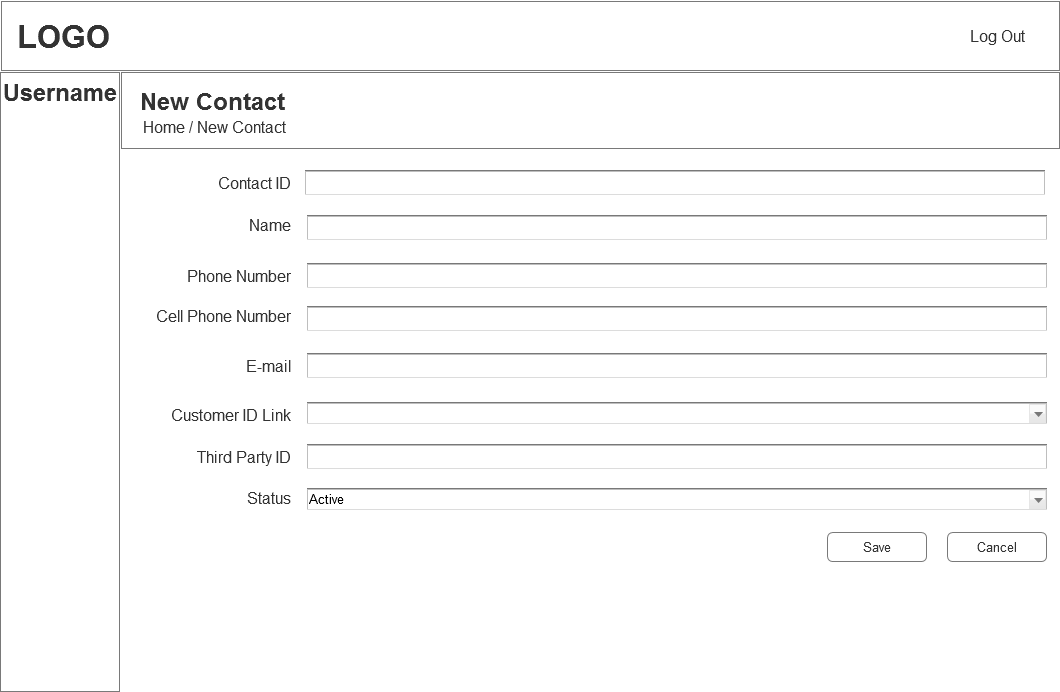 LOGO
Log Out
Username
New Contact
Home / New Contact
Contact ID
Name
Phone Number
Cell Phone Number
E-mail
Customer ID Link
Third Party ID
Status
Active
Save
Cancel